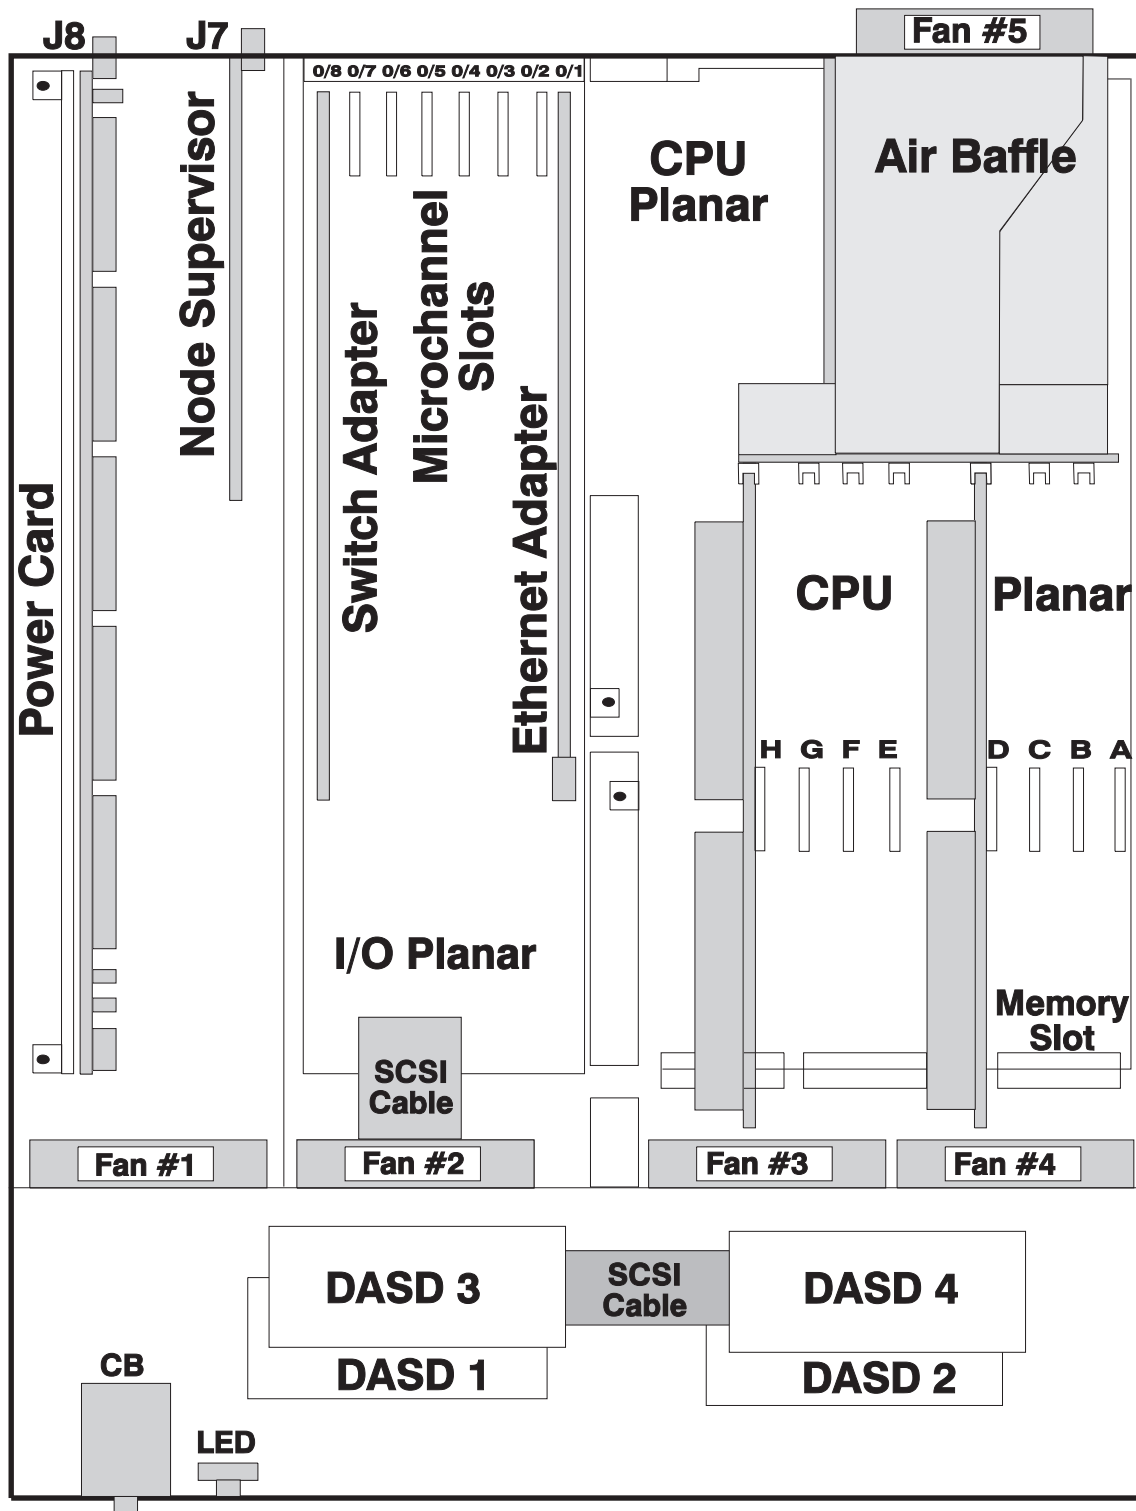 J8
J7
Fan #5
0/8 0/7 0/6 0/5 0/4 0/3 0/2 0/1
Node Supervisor
CPU
Planar
Air Baffle
Microchannel
Slots
Switch Adapter
Ethernet Adapter
Power Card
CPU Planar
H G F E D C B A
I/O Planar
Memory
Slot
SCSI
Cable
Fan #1
Fan #2
Fan #3
Fan #4
DASD 3
SCSI
Cable
DASD 4
DASD 1
DASD 2
CB
LED